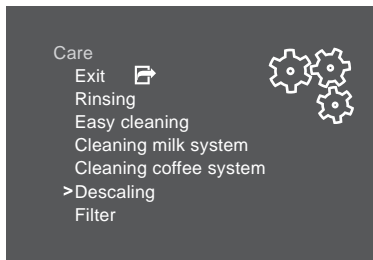 Care
Exit
Rinsing
Easy cleaning
Cleaning milk system
Cleaning coffee system
>Descaling
Filter